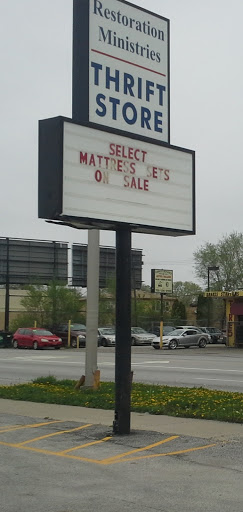 Restoration
Ministries
THRIFT
STORE
SELECT
MATTRESS SETS
ON SALE